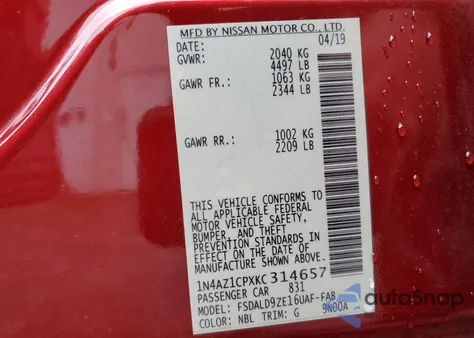 MFD BY NISSAN MOTOR CO., LTD.
DATE: 04/19
GVWR: 2040 KG
4497 LB
GAWR FR: 1063 KG
2344 LB
GAWR RR: 1002 KG
2209 LB
THIS VEHICLE CONFORMS TO
ALL APPLICABLE FEDERAL
MOTOR VEHICLE SAFETY,
BUMPER, AND THEFT
PREVENTION STANDARDS IN
EFFECT ON THE DATE OF
MANUFACTURE SHOWN ABOVE.
1N4AZ1CPXKC314657
PASSENGER CAR 831
MODEL: FSDALD9ZE16UAF-FAB
COLOR: NBL TRIM: G 9N00A
autoSnap